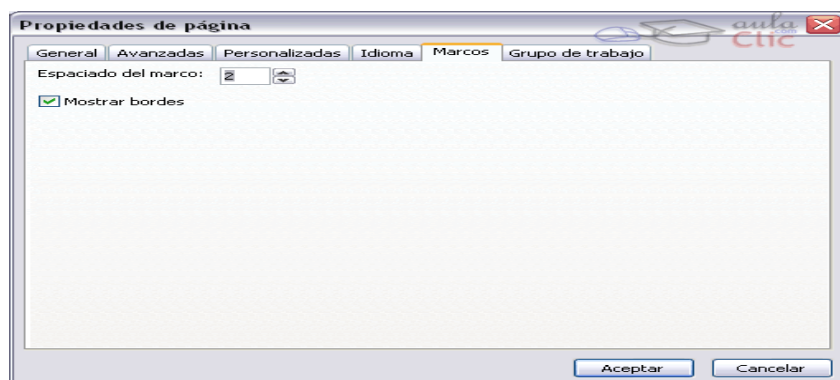 Propiedades de página
aula
.com
Clic
General Avanzadas Personalizadas Idioma Marcos Grupo de trabajo
Espaciado del marco: 2
Mostrar bordes
Aceptar Cancelar